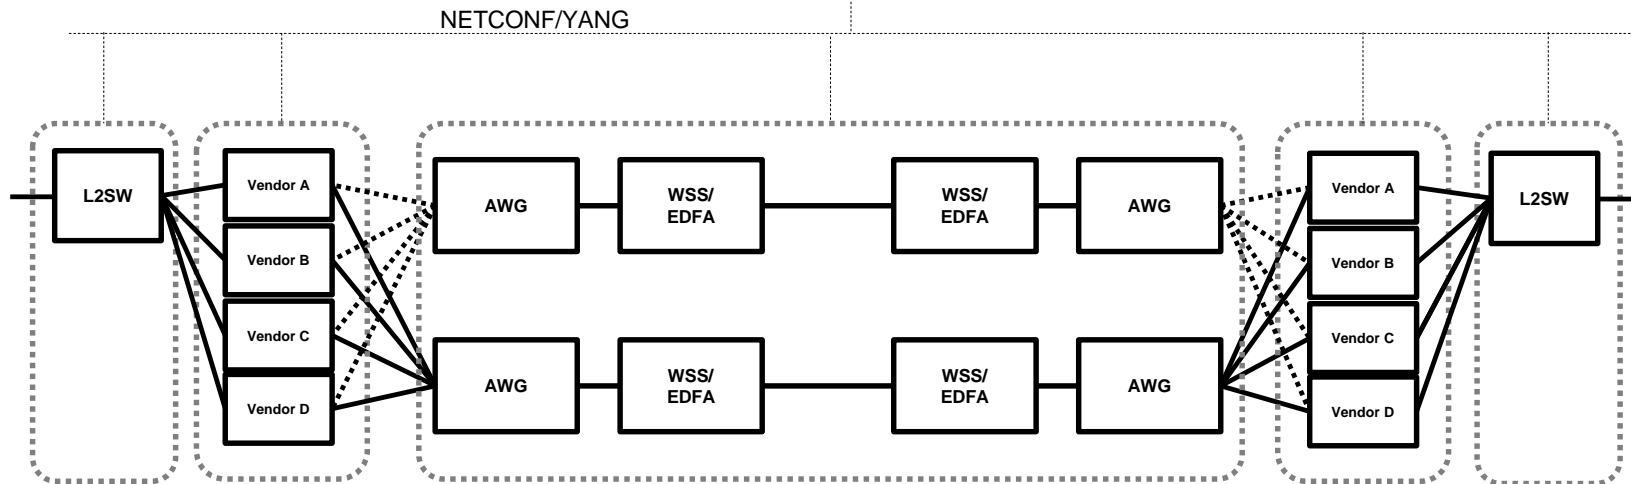 NETCONF/YANG
L2SW
Vendor A
Vendor B
Vendor C
Vendor D
AWG
WSS/
EDFA
WSS/
EDFA
AWG
AWG
WSS/
EDFA
WSS/
EDFA
AWG
Vendor A
Vendor B
Vendor C
Vendor D
L2SW